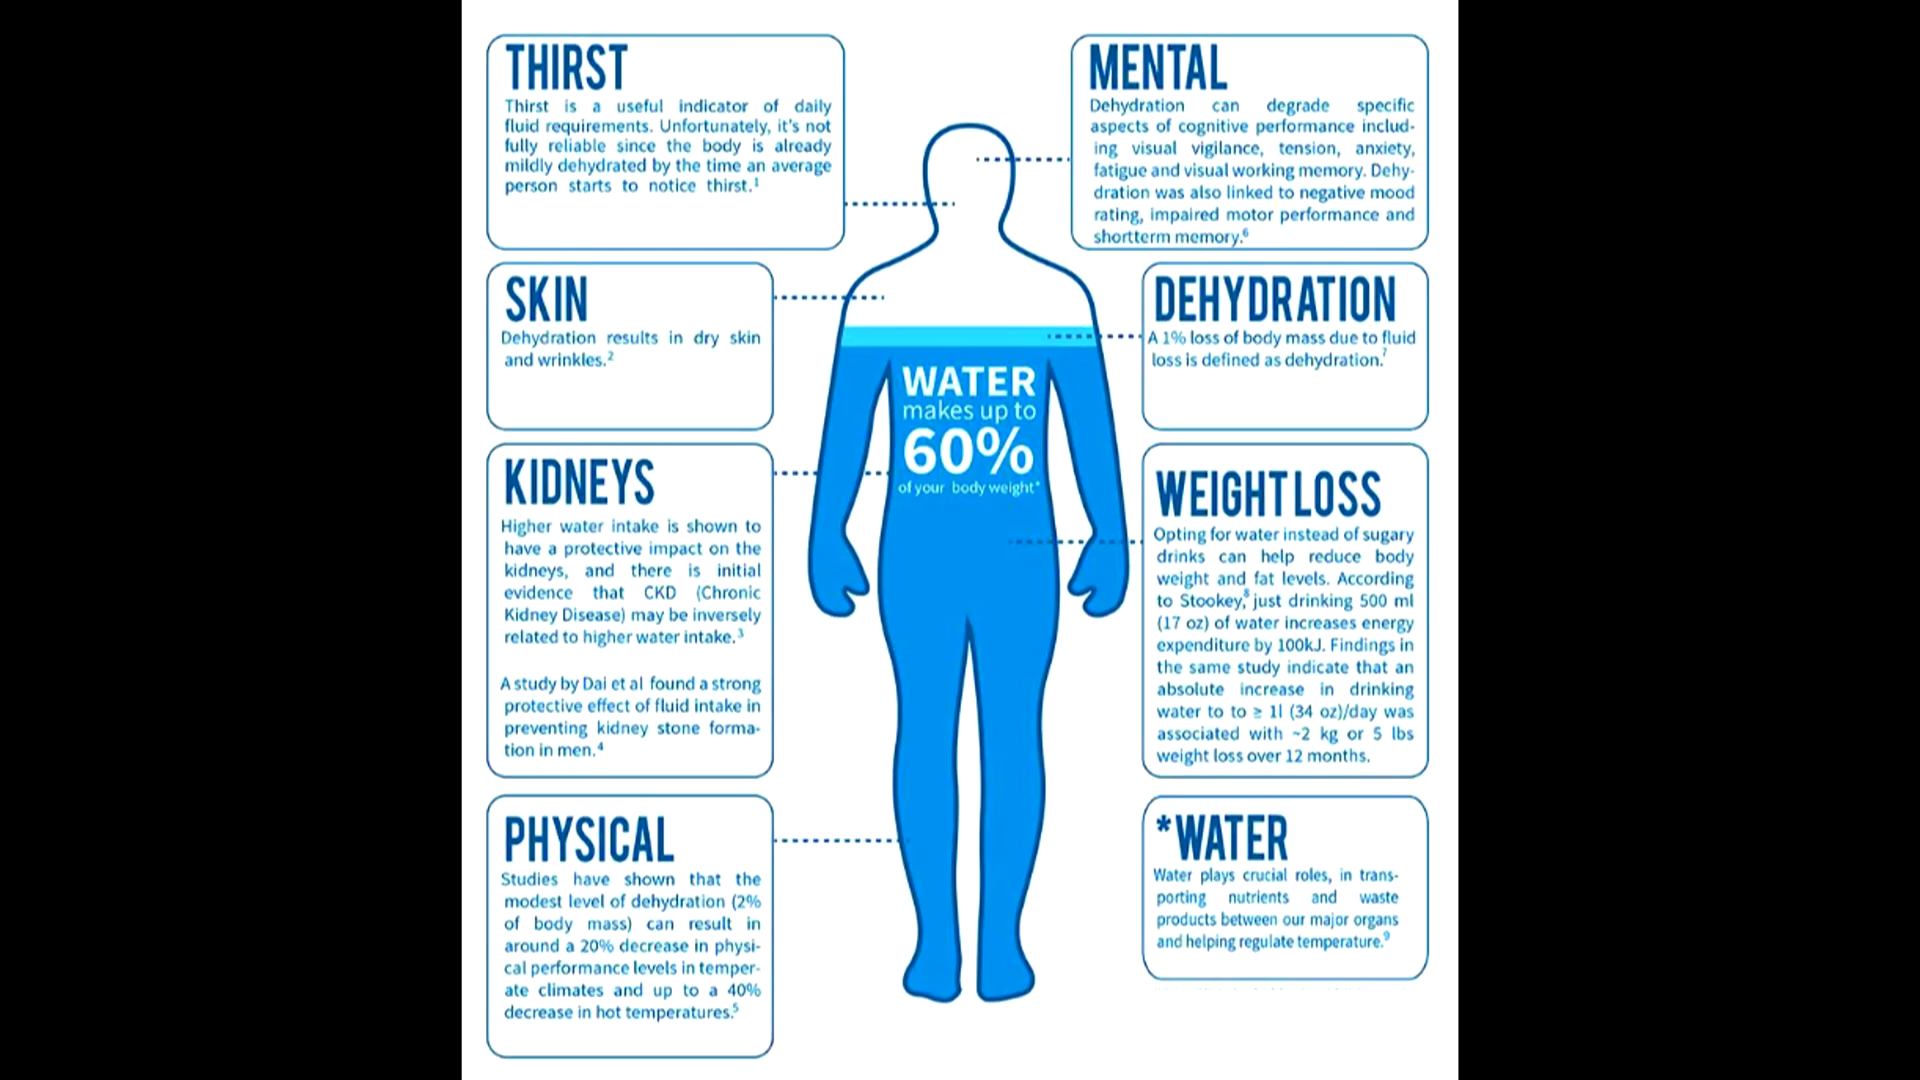 THIRST
Thirst is a useful indicator of daily
fluid requirements. Unfortunately, it's not
fully reliable since the body is already
mildly dehydrated by the time an average
person starts to notice thirst.¹
SKIN
Dehydration results in dry skin
and wrinkles.²
KIDNEYS
Higher water intake is shown to
have a protective impact on the
kidneys, and there is initial
evidence that CKD (Chronic
Kidney Disease) may be inversely
related to higher water intake.³
A study by Dai et al found a strong
protective effect of fluid intake in
preventing kidney stone forma-
tion in men.⁴
PHYSICAL
Studies have shown that the
modest level of dehydration (2%
of body mass) can result in
around a 20% decrease in physi-
cal performance levels in temper-
ate climates and up to a 40%
decrease in hot temperatures.⁵
WATER
makes up to
60%
of your body weight*
MENTAL
Dehydration can degrade specific
aspects of cognitive performance includ-
ing visual vigilance, tension, anxiety,
fatigue and visual working memory. Dehy-
dration was also linked to negative mood
rating, impaired motor performance and
shortterm memory.⁶
DEHYDRATION
A 1% loss of body mass due to fluid
loss is defined as dehydration.⁷
WEIGHT LOSS
Opting for water instead of sugary
drinks can help reduce body
weight and fat levels. According
to Stookey,⁸ just drinking 500 ml
(17 oz) of water increases energy
expenditure by 100kJ. Findings in
the same study indicate that an
absolute increase in drinking
water to to ≥ 1l (34 oz)/day was
associated with ~2 kg or 5 lbs
weight loss over 12 months.
*WATER
Water plays crucial roles, in trans-
porting nutrients and waste
products between our major organs
and helping regulate temperature.⁹